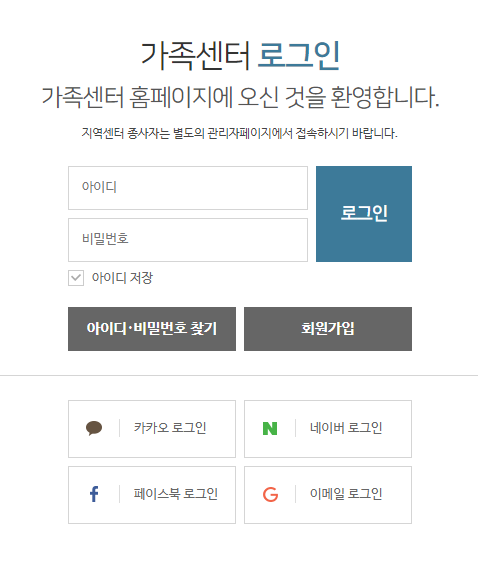 가족센터 로그인
가족센터 홈페이지에 오신 것을 환영합니다.
지역센터 종사자는 별도의 관리자페이지에서 접속하시기 바랍니다.
아이디
로그인
비밀번호
아이디 저장
아이디·비밀번호 찾기
회원가입
카카오 로그인
네이버 로그인
페이스북 로그인
이메일 로그인